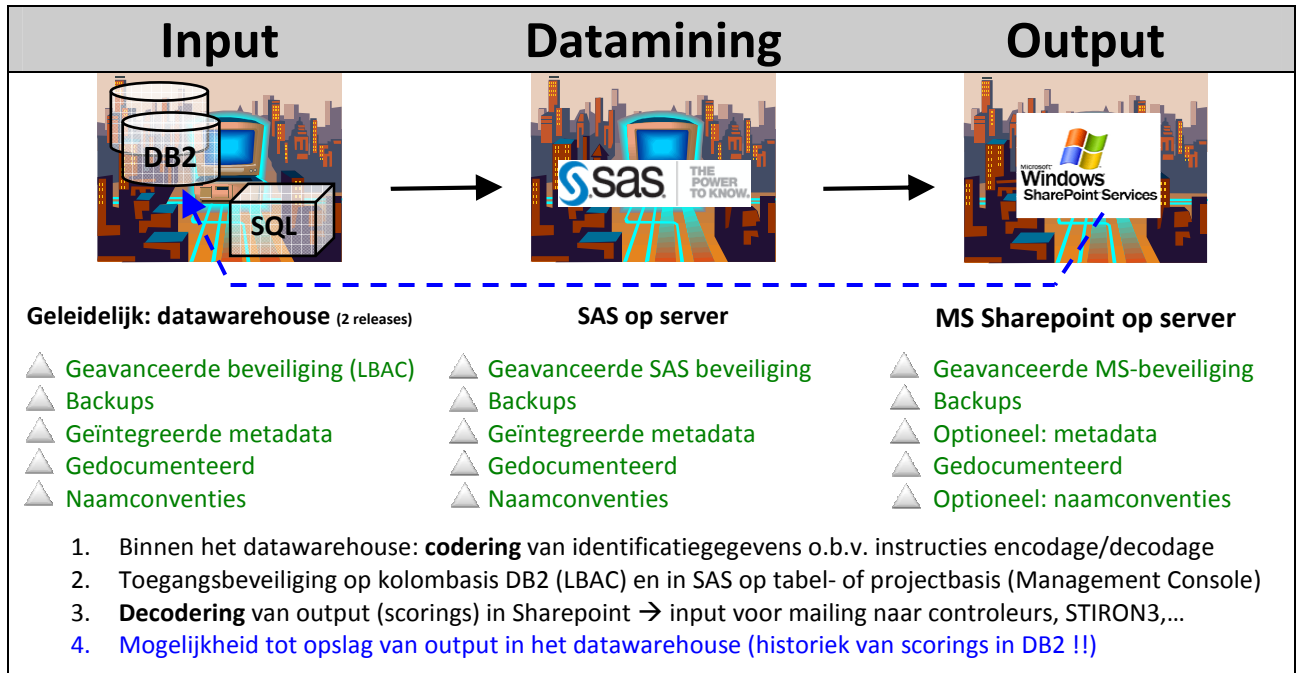 Input
Datamining
Output
DB2
SQL
sas
THE
POWER
TO KNOW.
Microsoft
Windows
SharePoint Services
Geleidelijk: datawarehouse (2 releases)
Geavanceerde beveiliging (LBAC)
Backups
Geïntegreerde metadata
Gedocumenteerd
Naamconventies
SAS op server
Geavanceerde SAS beveiliging
Backups
Geïntegreerde metadata
Gedocumenteerd
Naamconventies
MS Sharepoint op server
Geavanceerde MS-beveiliging
Backups
Optioneel: metadata
Gedocumenteerd
Optioneel: naamconventies
1. Binnen het datawarehouse: codering van identificatiegegevens o.b.v. instructies encodage/decodage
2. Toegangsbeveiliging op kolombasis DB2 (LBAC) en in SAS op tabel- of projectbasis (Management Console)
3. Decodering van output (scorings) in Sharepoint → input voor mailing naar controleurs, STIRON3,…
4. Mogelijkheid tot opslag van output in het datawarehouse (historiek van scorings in DB2 !!)